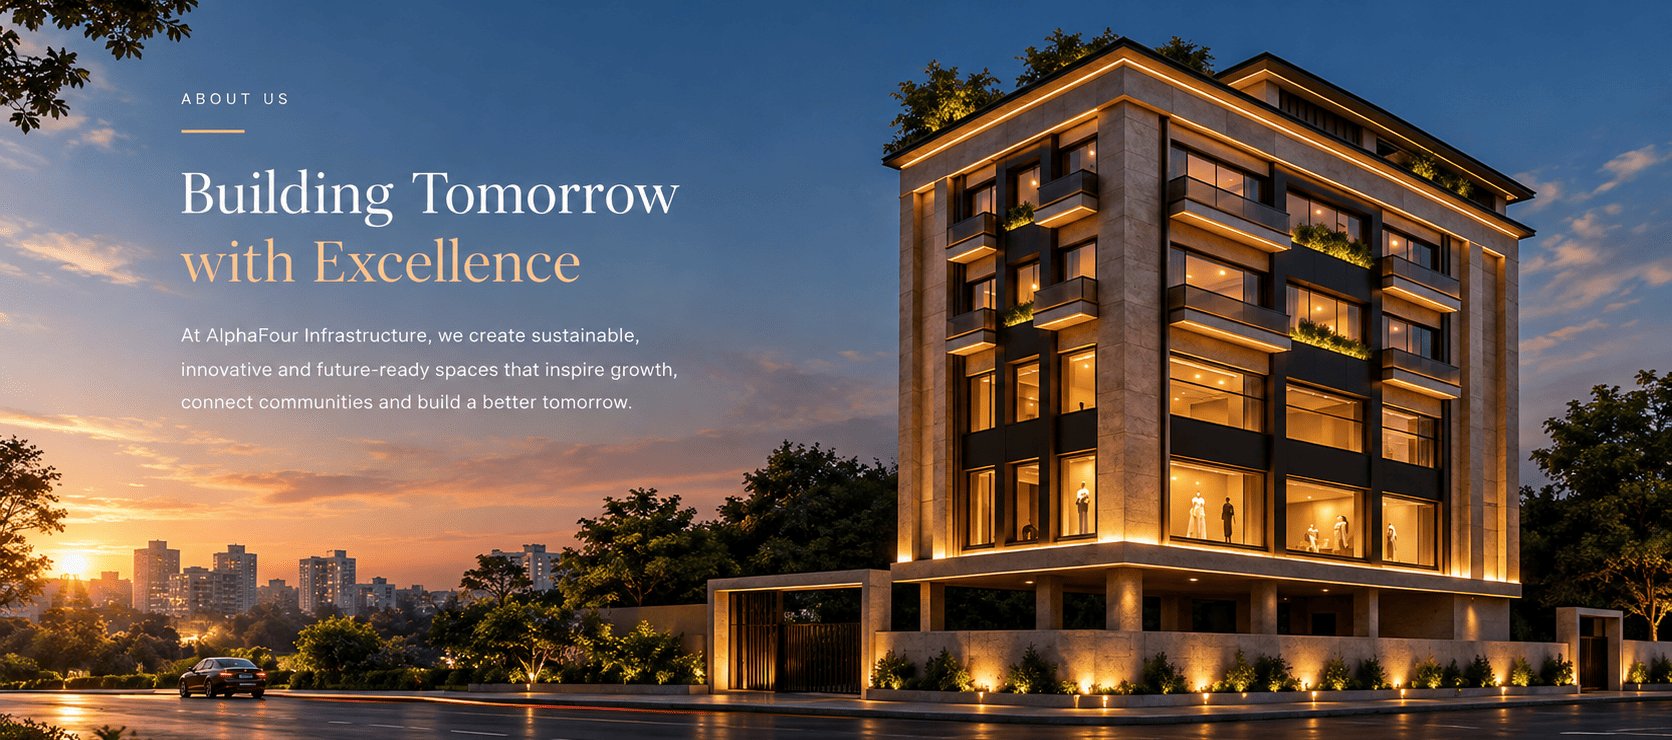 ABOUT US
Building Tomorrow
with Excellence
At AlphaFour Infrastructure, we create sustainable,
innovative and future-ready spaces that inspire growth,
connect communities and build a better tomorrow.